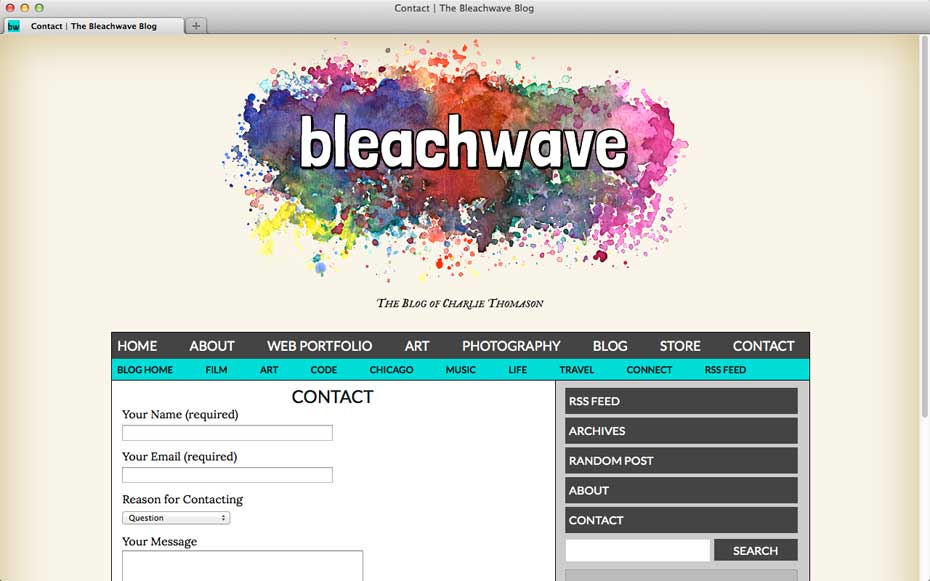 Contact | The Bleachwave Blog
bw Contact | The Bleachwave Blog +
bleachwave
The Blog of Charlie Thomason
HOME ABOUT WEB PORTFOLIO ART PHOTOGRAPHY BLOG STORE CONTACT
BLOG HOME FILM ART CODE CHICAGO MUSIC LIFE TRAVEL CONNECT RSS FEED
CONTACT
Your Name (required)
Your Email (required)
Reason for Contacting
Question
Your Message
RSS FEED
ARCHIVES
RANDOM POST
ABOUT
CONTACT
SEARCH